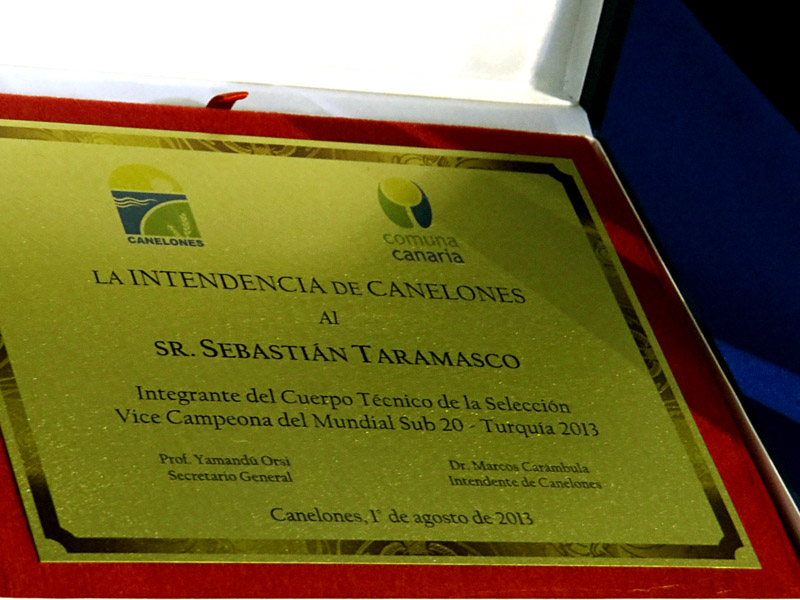 CANELONES
comuna
canaria
LA INTENDENCIA DE CANELONES
Al
SR. SEBASTIÁN TARAMASCO
Integrante del Cuerpo Técnico de la Selección
Vice Campeona del Mundial Sub 20 - Turquía 2013
Prof. Yamandú Orsi
Secretario General
Dr. Marcos Carámbula
Intendente de Canelones
Canelones, 1° de agosto de 2013